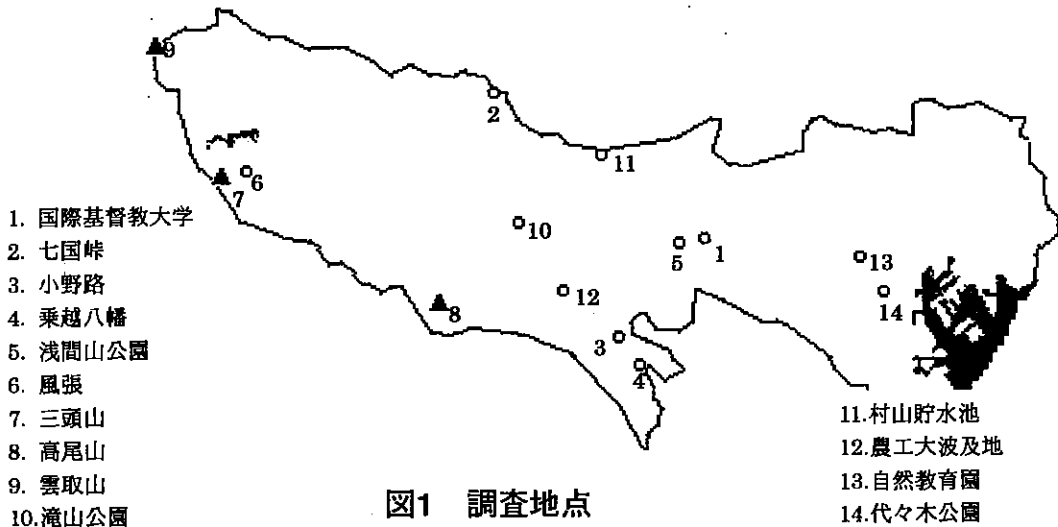 9
2
11
6
7
10
5
1
13
12
14
8
3
4
1. 国際基督教大学
2. 七国峠
3. 小野路
4. 乗越八幡
5. 浅間山公園
6. 風張
7. 三頭山
8. 高尾山
9. 雲取山
10.滝山公園
11.村山貯水池
12.農工大波及地
13.自然教育園
14.代々木公園
図1 調査地点